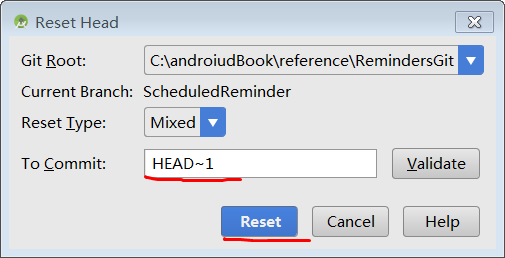 Reset Head
Git Root: C:\androiudBook\reference\RemindersGit
Current Branch: ScheduledReminder
Reset Type: Mixed
To Commit: HEAD~1 Validate
Reset Cancel Help